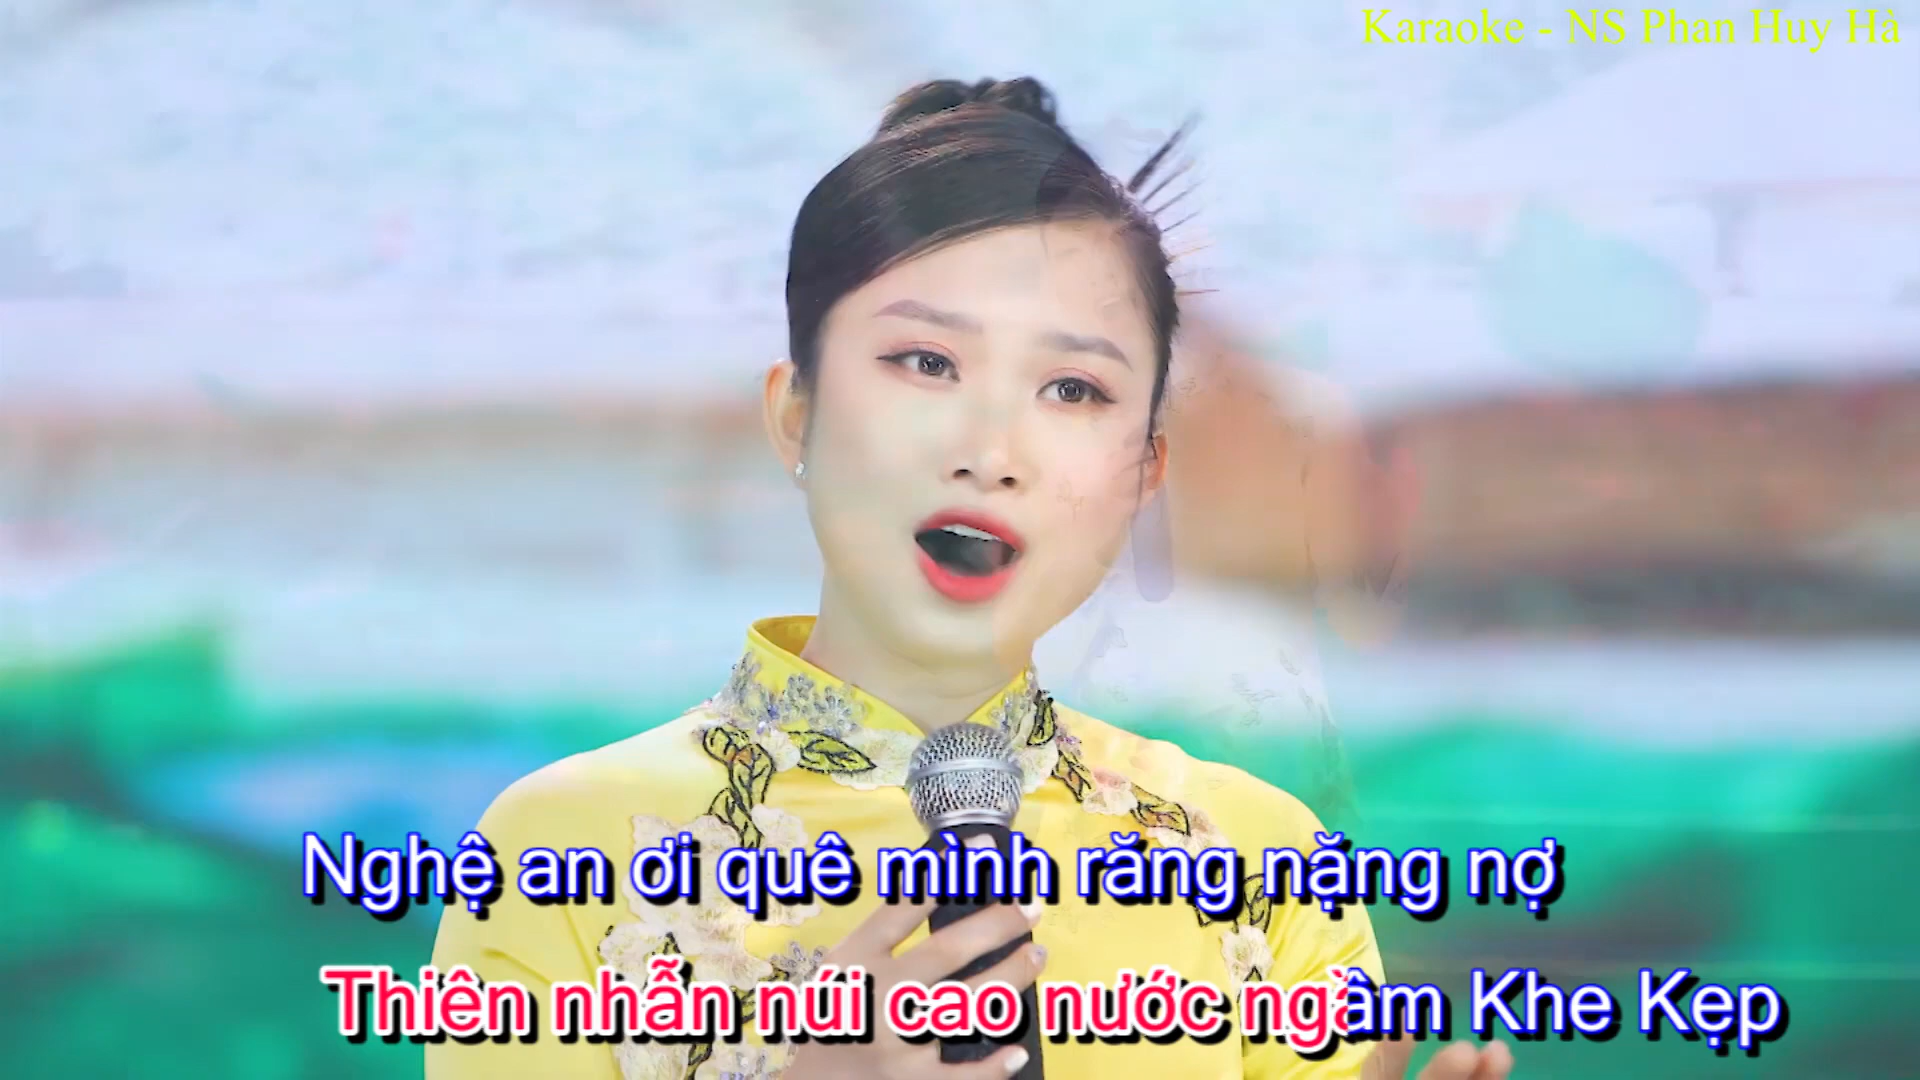 Karaoke - NS Phan Huy Hà
Nghệ an ơi quê mình răng nặng nợ
Thiên nhẫn núi cao nước ngầm Khe Kẹp